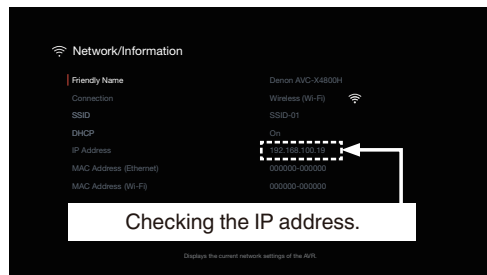 Network/Information
Friendly Name Denon AVC-X4800H
Connection Wireless (Wi-Fi)
SSID SSID-01
DHCP On
IP Address 192.168.100.19
MAC Address (Ethernet) 000000-000000
MAC Address (Wi-Fi) 000000-000000
Checking the IP address.
Displays the current network settings of the AVR.